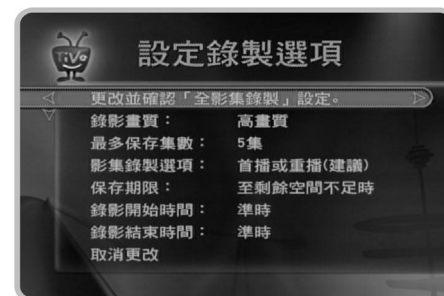 TiVo
設定錄製選項
更改並確認「全影集錄製」設定。
錄影畫質： 高畫質
最多保存集數： 5集
影集錄製選項： 首播或重播(建議)
保存期限： 至剩餘空間不足時
錄影開始時間： 準時
錄影結束時間： 準時
取消更改